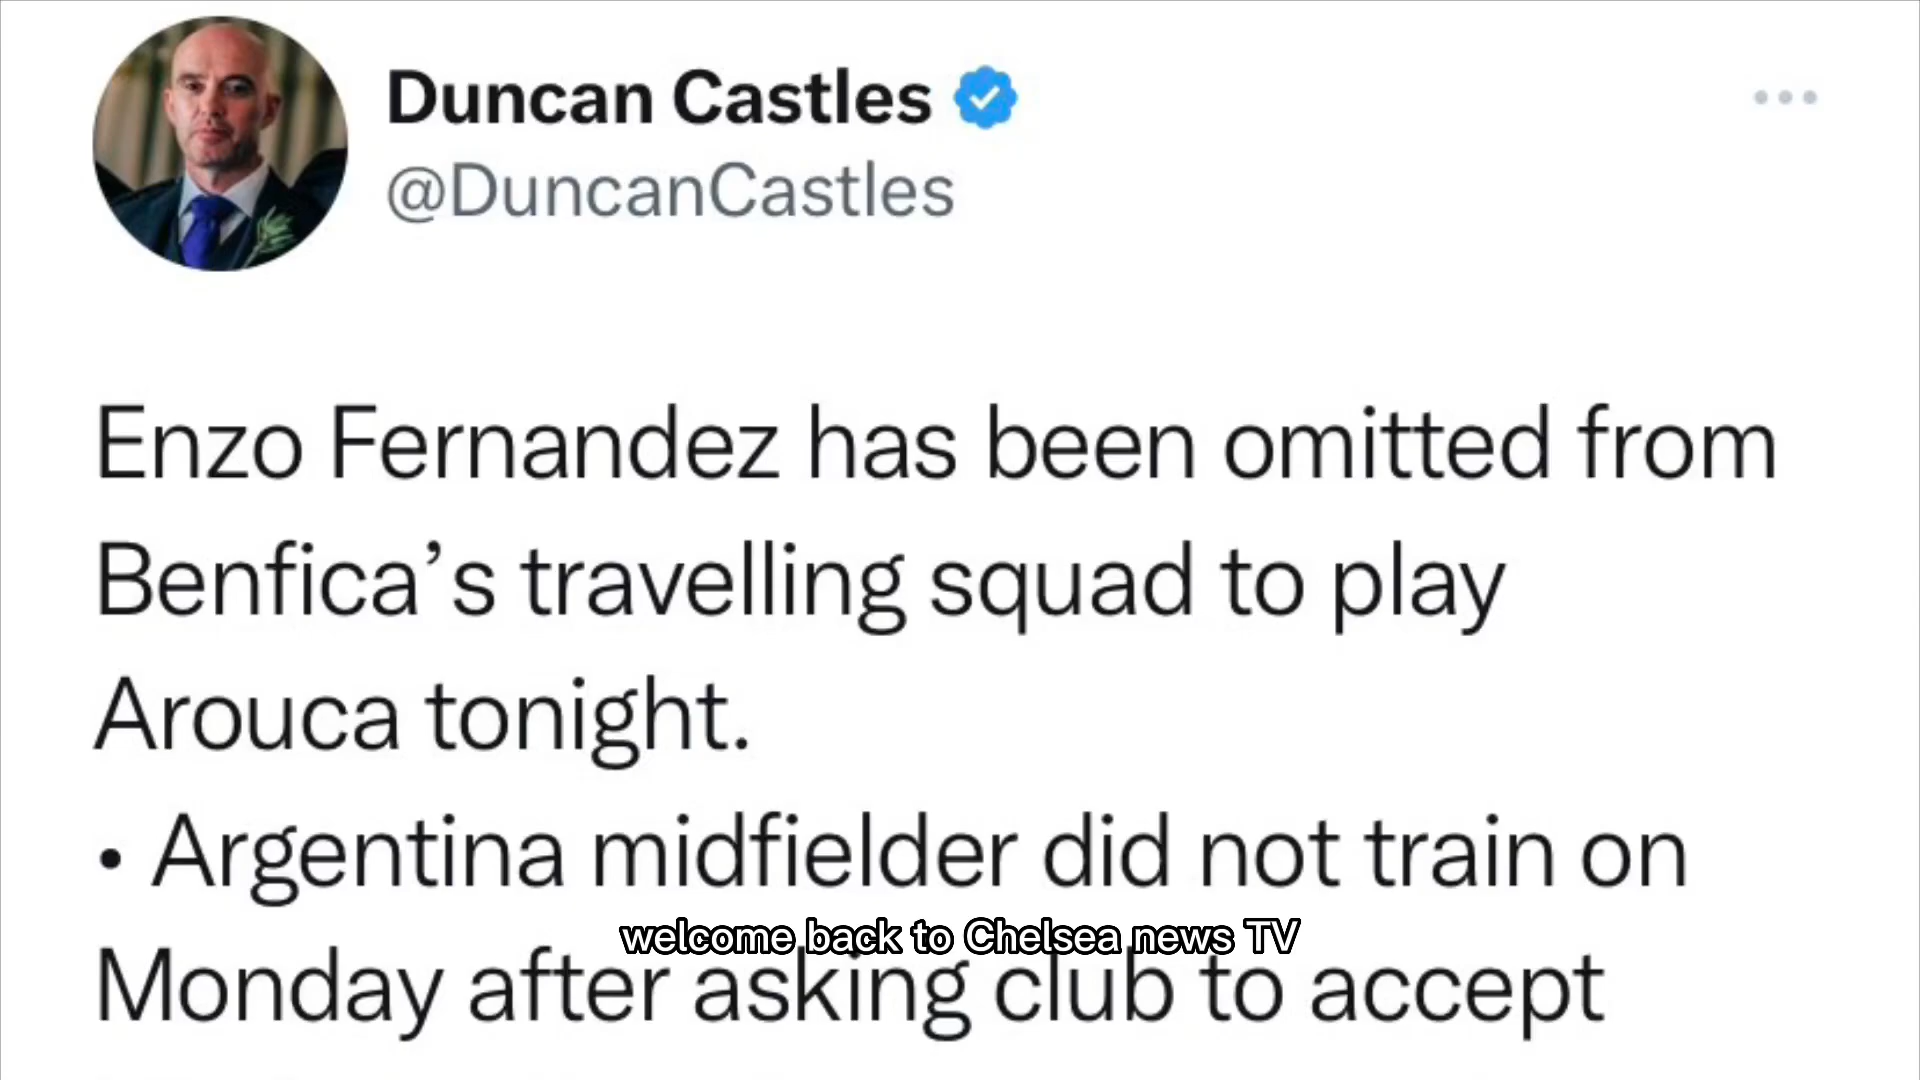 Duncan Castles
@DuncanCastles
Enzo Fernandez has been omitted from
Benfica’s travelling squad to play
Arouca tonight.
• Argentina midfielder did not train on
welcome back to Chelsea news TV
Monday after asking club to accept